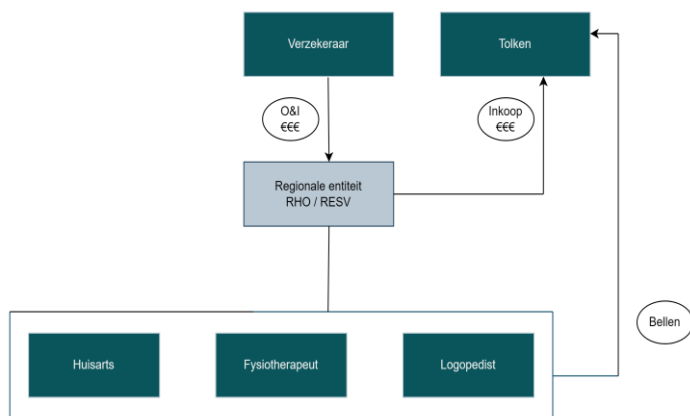 Verzekeraar
Tolken
O&I
€€€
Inkoop
€€€
Regionale entiteit
RHO / RESV
Bellen
Huisarts
Fysiotherapeut
Logopedist